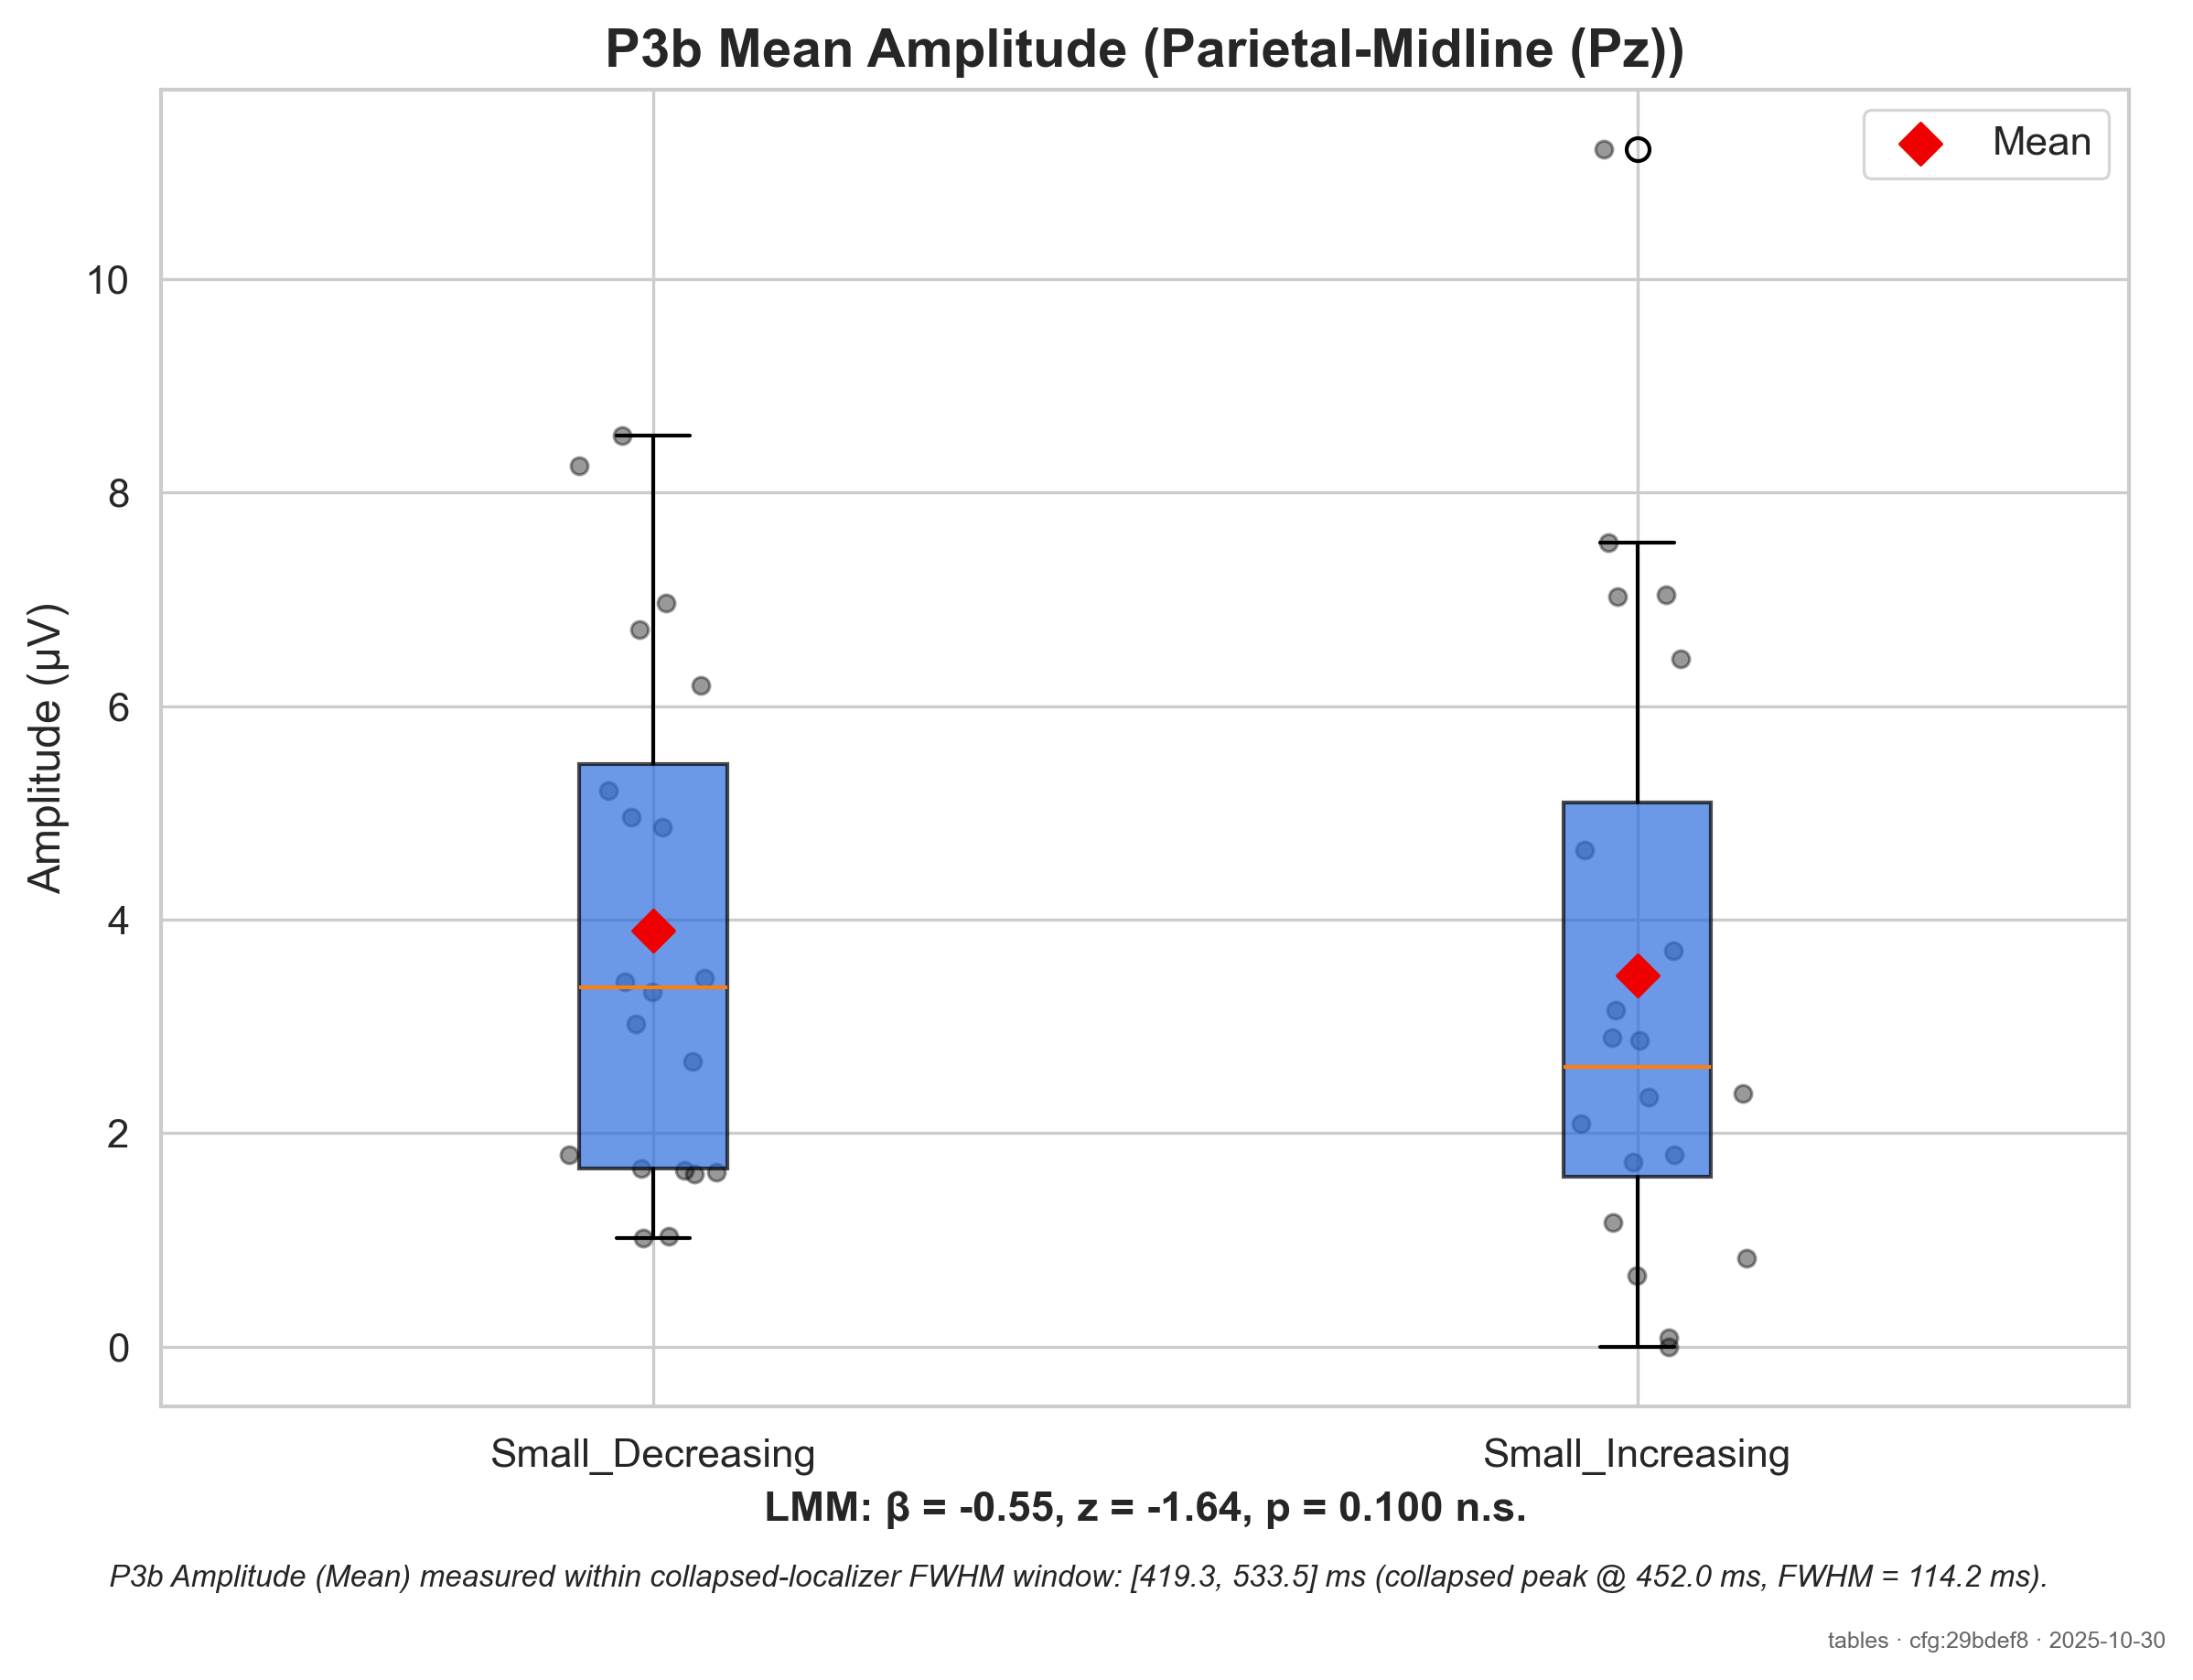 P3b Mean Amplitude (Parietal-Midline (Pz))
Mean
Amplitude (µV)
10
8
6
4
2
0
Small_Decreasing
Small_Increasing
LMM: β = -0.55, z = -1.64, p = 0.100 n.s.
P3b Amplitude (Mean) measured within collapsed-localizer FWHM window: [419.3, 533.5] ms (collapsed peak @ 452.0 ms, FWHM = 114.2 ms).
tables · cfg:29bdef8 · 2025-10-30